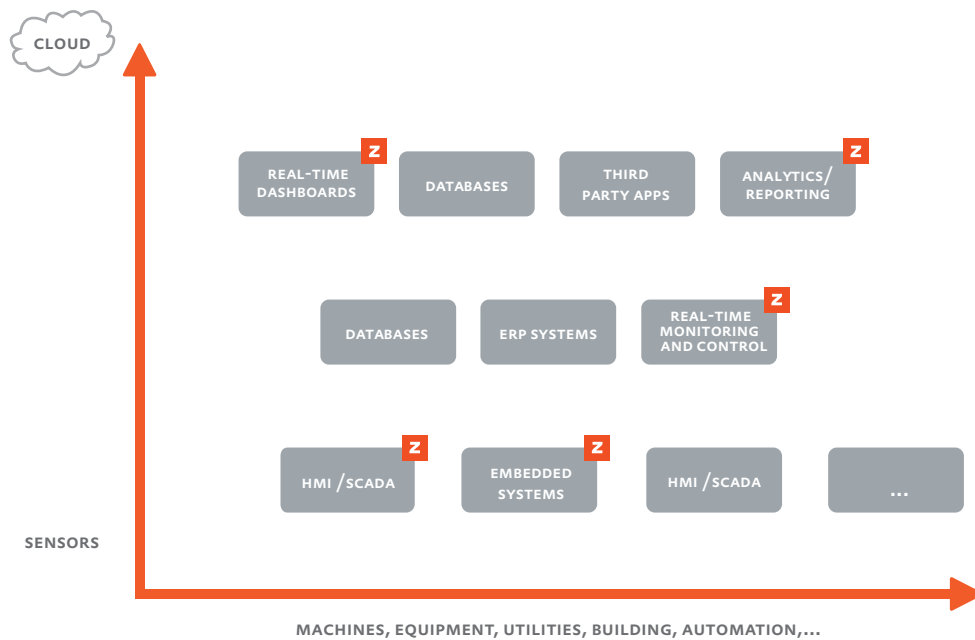 CLOUD
Z
Z
REAL-TIME
DASHBOARDS
DATABASES
THIRD
PARTY APPS
ANALYTICS/
REPORTING
Z
DATABASES
ERP SYSTEMS
REAL-TIME
MONITORING
AND CONTROL
Z
Z
HMI /SCADA
EMBEDDED
SYSTEMS
HMI /SCADA
...
SENSORS
MACHINES, EQUIPMENT, UTILITIES, BUILDING, AUTOMATION,...